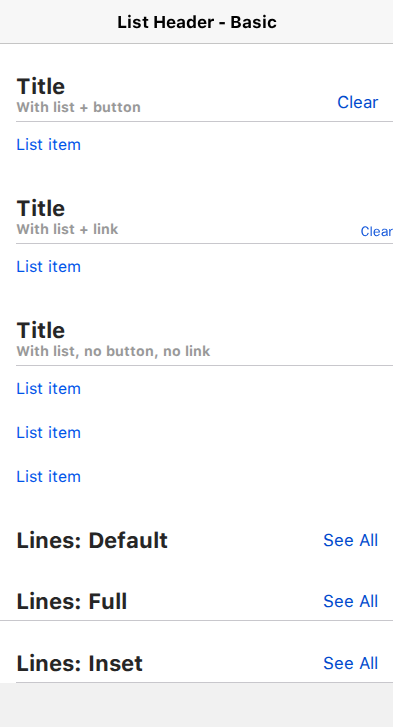 List Header - Basic
Title
With list + button
Clear
List item
Title
With list + link
Clear
List item
Title
With list, no button, no link
List item
List item
List item
Lines: Default
See All
Lines: Full
See All
Lines: Inset
See All